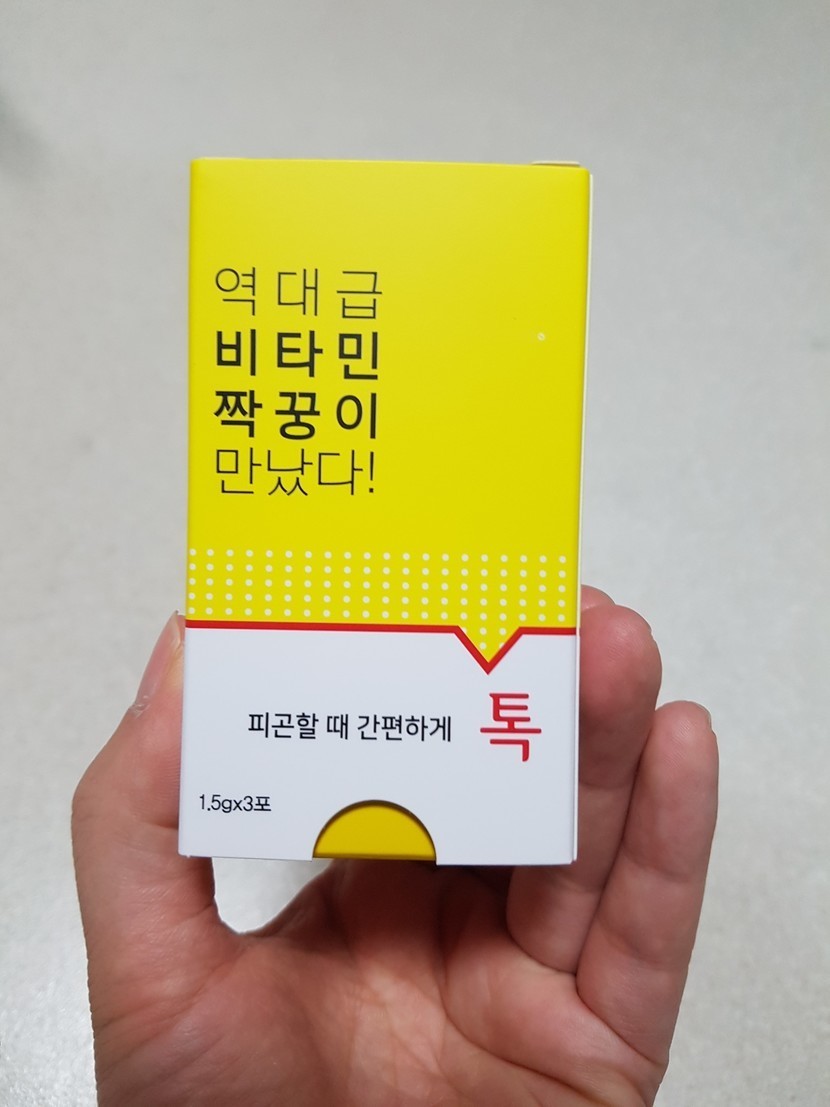 역대급
비타민
짝꿍이
만났다!
피곤할 때 간편하게 톡
1.5gx3포